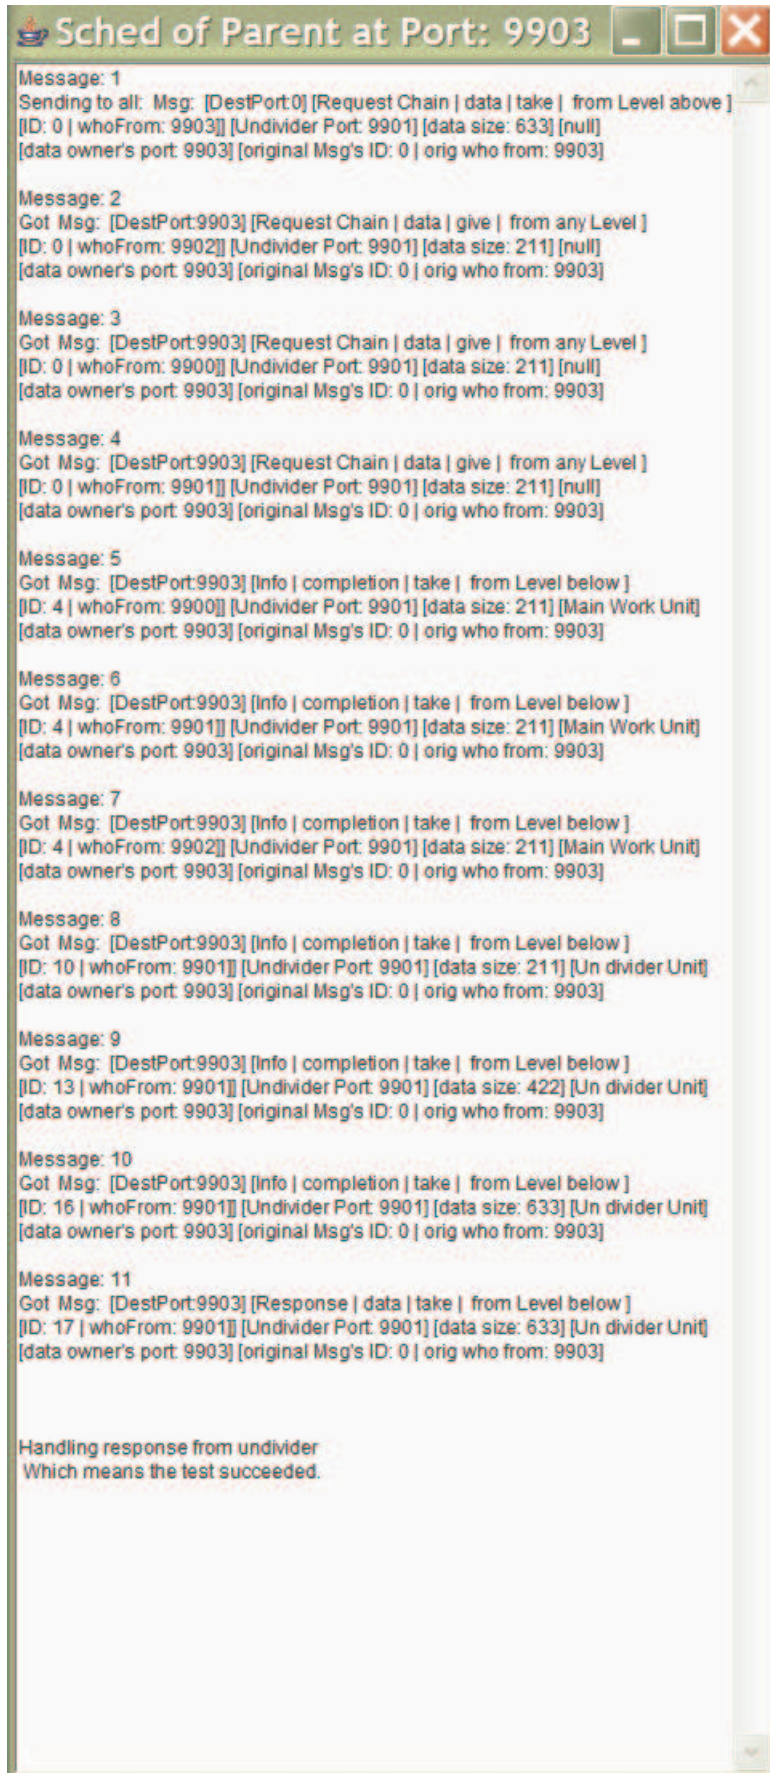 Sched of Parent at Port: 9903
Message: 1
Sending to all:  Msg:  [DestPort:0] [Request Chain | data | take |  from Level above ]
[ID: 0 | whoFrom: 9903]] [Undivider Port: 9901] [data size: 633] [null]
[data owner's port: 9903] [original Msg's ID: 0 | orig who from: 9903]
Message: 2
Got  Msg:  [DestPort:9903] [Request Chain | data | give |  from any Level ]
[ID: 0 | whoFrom: 9902]] [Undivider Port: 9901] [data size: 211] [null]
[data owner's port: 9903] [original Msg's ID: 0 | orig who from: 9903]
Message: 3
Got  Msg:  [DestPort:9903] [Request Chain | data | give |  from any Level ]
[ID: 0 | whoFrom: 9900]] [Undivider Port: 9901] [data size: 211] [null]
[data owner's port: 9903] [original Msg's ID: 0 | orig who from: 9903]
Message: 4
Got  Msg:  [DestPort:9903] [Request Chain | data | give |  from any Level ]
[ID: 0 | whoFrom: 9901]] [Undivider Port: 9901] [data size: 211] [null]
[data owner's port: 9903] [original Msg's ID: 0 | orig who from: 9903]
Message: 5
Got  Msg:  [DestPort:9903] [Info | completion | take |  from Level below ]
[ID: 4 | whoFrom: 9900]] [Undivider Port: 9901] [data size: 211] [Main Work Unit]
[data owner's port: 9903] [original Msg's ID: 0 | orig who from: 9903]
Message: 6
Got  Msg:  [DestPort:9903] [Info | completion | take |  from Level below ]
[ID: 4 | whoFrom: 9901]] [Undivider Port: 9901] [data size: 211] [Main Work Unit]
[data owner's port: 9903] [original Msg's ID: 0 | orig who from: 9903]
Message: 7
Got  Msg:  [DestPort:9903] [Info | completion | take |  from Level below ]
[ID: 4 | whoFrom: 9902]] [Undivider Port: 9901] [data size: 211] [Main Work Unit]
[data owner's port: 9903] [original Msg's ID: 0 | orig who from: 9903]
Message: 8
Got  Msg:  [DestPort:9903] [Info | completion | take |  from Level below ]
[ID: 10 | whoFrom: 9901]] [Undivider Port: 9901] [data size: 211] [Un divider Unit]
[data owner's port: 9903] [original Msg's ID: 0 | orig who from: 9903]
Message: 9
Got  Msg:  [DestPort:9903] [Info | completion | take |  from Level below ]
[ID: 13 | whoFrom: 9901]] [Undivider Port: 9901] [data size: 422] [Un divider Unit]
[data owner's port: 9903] [original Msg's ID: 0 | orig who from: 9903]
Message: 10
Got  Msg:  [DestPort:9903] [Info | completion | take |  from Level below ]
[ID: 16 | whoFrom: 9901]] [Undivider Port: 9901] [data size: 633] [Un divider Unit]
[data owner's port: 9903] [original Msg's ID: 0 | orig who from: 9903]
Message: 11
Got  Msg:  [DestPort:9903] [Response | data | take |  from Level below ]
[ID: 17 | whoFrom: 9901]] [Undivider Port: 9901] [data size: 633] [Un divider Unit]
[data owner's port: 9903] [original Msg's ID: 0 | orig who from: 9903]
Handling response from undivider
Which means the test succeeded.